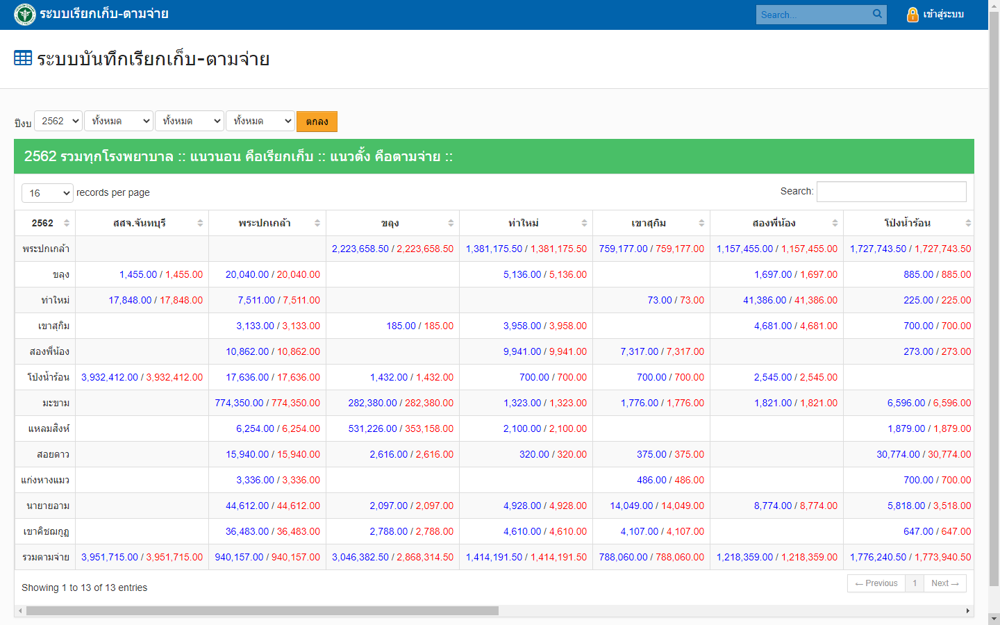 ระบบเรียกเก็บ-ตามจ่าย Search... เข้าสู่ระบบ
ระบบบันทึกเรียกเก็บ-ตามจ่าย
ปีงบ 2562 ทั้งหมด ทั้งหมด ทั้งหมด ตกลง
2562 รวมทุกโรงพยาบาล :: แนวนอน คือเรียกเก็บ :: แนวตั้ง คือตามจ่าย ::
16 records per page Search:
2562 สสจ.จันทบุรี พระปกเกล้า ขลุง ท่าใหม่ เขาสุกิม สองพี่น้อง โป่งน้ำร้อน
พระปกเกล้า 2,223,658.50 / 2,223,658.50 1,381,175.50 / 1,381,175.50 759,177.00 / 759,177.00 1,157,455.00 / 1,157,455.00 1,727,743.50 / 1,727,743.50
ขลุง 1,455.00 / 1,455.00 20,040.00 / 20,040.00 5,136.00 / 5,136.00 1,697.00 / 1,697.00 885.00 / 885.00
ท่าใหม่ 17,848.00 / 17,848.00 7,511.00 / 7,511.00 73.00 / 73.00 41,386.00 / 41,386.00 225.00 / 225.00
เขาสุกิม 3,133.00 / 3,133.00 185.00 / 185.00 3,958.00 / 3,958.00 4,681.00 / 4,681.00 700.00 / 700.00
สองพี่น้อง 10,862.00 / 10,862.00 9,941.00 / 9,941.00 7,317.00 / 7,317.00 273.00 / 273.00
โป่งน้ำร้อน 3,932,412.00 / 3,932,412.00 17,636.00 / 17,636.00 1,432.00 / 1,432.00 700.00 / 700.00 700.00 / 700.00 2,545.00 / 2,545.00
มะขาม 774,350.00 / 774,350.00 282,380.00 / 282,380.00 1,323.00 / 1,323.00 1,776.00 / 1,776.00 1,821.00 / 1,821.00 6,596.00 / 6,596.00
แหลมสิงห์ 6,254.00 / 6,254.00 531,226.00 / 353,158.00 2,100.00 / 2,100.00 1,879.00 / 1,879.00
สอยดาว 15,940.00 / 15,940.00 2,616.00 / 2,616.00 320.00 / 320.00 375.00 / 375.00 30,774.00 / 30,774.00
แก่งหางแมว 3,336.00 / 3,336.00 486.00 / 486.00 700.00 / 700.00
นายายอาม 44,612.00 / 44,612.00 2,097.00 / 2,097.00 4,928.00 / 4,928.00 14,049.00 / 14,049.00 8,774.00 / 8,774.00 5,818.00 / 3,518.00
เขาคิชฌกูฏ 36,483.00 / 36,483.00 2,788.00 / 2,788.00 4,610.00 / 4,610.00 4,107.00 / 4,107.00 647.00 / 647.00
รวมตามจ่าย 3,951,715.00 / 3,951,715.00 940,157.00 / 940,157.00 3,046,382.50 / 2,868,314.50 1,414,191.50 / 1,414,191.50 788,060.00 / 788,060.00 1,218,359.00 / 1,218,359.00 1,776,240.50 / 1,773,940.50
Showing 1 to 13 of 13 entries ← Previous 1 Next →